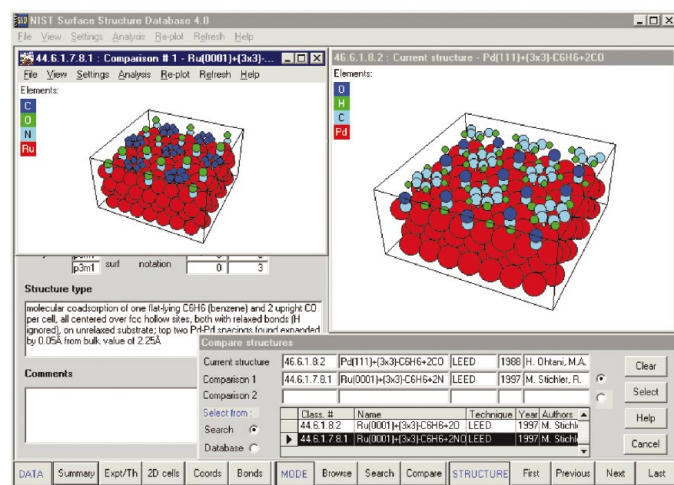 NIST Surface Structure Database 4.0
File View Settings Analysis Re-plot Refresh Help
44.6.1.7.8.1 : Comparison # 1 - Ru(0001)+(3x3)-...
File View Settings Analysis Re-plot Refresh Help
Elements:
C
O
N
Ru
46.6.1.8.2 : Current structure - Pd(111)+(3x3)-C6H6+2CO
Elements:
O
H
C
Pd
p3m1 surf notation 0 3
Structure type
molecular coadsorption of one flat-lying C6H6 (benzene) and 2 upright CO
per cell, all centered over fcc hollow sites, both with relaxed bonds (H
ignored), on unrelaxed substrate; top two Pd-Pd spacings found expanded
by 0.05Å from bulk value of 2.25Å
Comments
Compare structures
Current structure 46.6.1.8.2 Pd(111)+(3x3)-C6H6+2CO LEED 1988 H. Ohtani, M.A.
Comparison 1 44.6.1.7.8.1 Ru(0001)+(3x3)-C6H6+2N LEED 1997 M. Stichler, R.
Comparison 2
Select from :
Search
Database
Class. # Name Technique Year Authors
44.6.1.8.2 Ru(0001)+(3x3)-C6H6+2O LEED 1997 M. Stichl
44.6.1.7.8.1 Ru(0001)+(3x3)-C6H6+2NO LEED 1997 M. Stichl
Clear
Select
Help
Cancel
DATA Summary Expt/Th 2D cells Coords Bonds MODE Browse Search Compare STRUCTURE First Previous Next Last